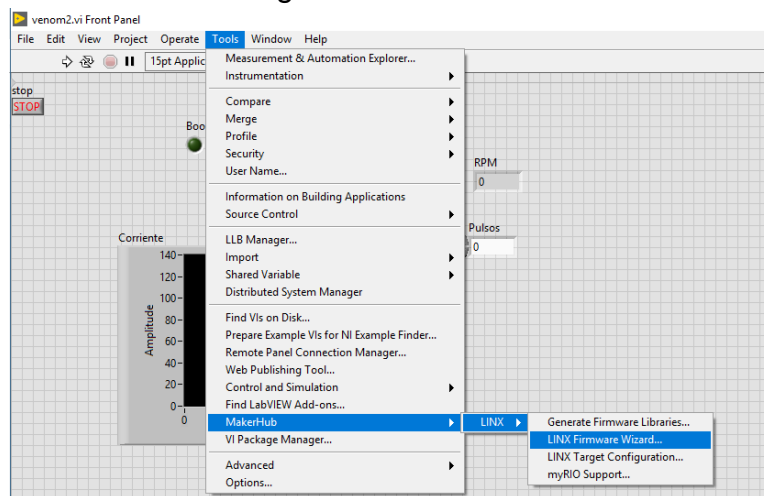 venom2.vi Front Panel
File Edit View Project Operate Tools Window Help
15pt Applic
stop
STOP
Boo
RPM
0
Pulsos
0
Corriente
Amplitude
140
120
100
80
60
40
20
0
0
Measurement & Automation Explorer...
Instrumentation
Compare
Merge
Profile
Security
User Name...
Information on Building Applications
Source Control
LLB Manager...
Import
Shared Variable
Distributed System Manager
Find VIs on Disk...
Prepare Example VIs for NI Example Finder...
Remote Panel Connection Manager...
Web Publishing Tool...
Control and Simulation
Find LabVIEW Add-ons...
MakerHub
VI Package Manager...
Advanced
Options...
LINX
Generate Firmware Libraries...
LINX Firmware Wizard...
LINX Target Configuration...
myRIO Support...